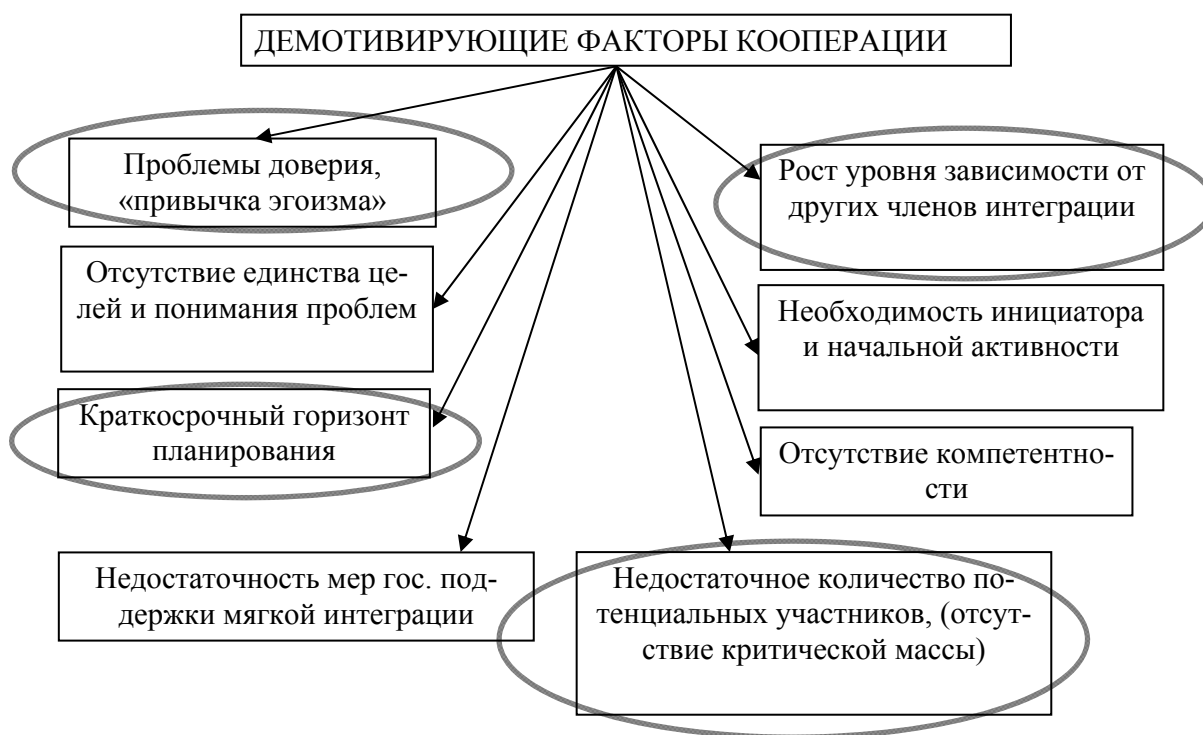 ДЕМОТИВИРУЮЩИЕ ФАКТОРЫ КООПЕРАЦИИ
Проблемы доверия,
«привычка эгоизма»
Рост уровня зависимости от
других членов интеграции
Отсутствие единства це-
лей и понимания проблем
Необходимость инициатора
и начальной активности
Краткосрочный горизонт
планирования
Отсутствие компетентно-
сти
Недостаточность мер гос. под-
держки мягкой интеграции
Недостаточное количество по-
тенциальных участников, (отсут-
ствие критической массы)